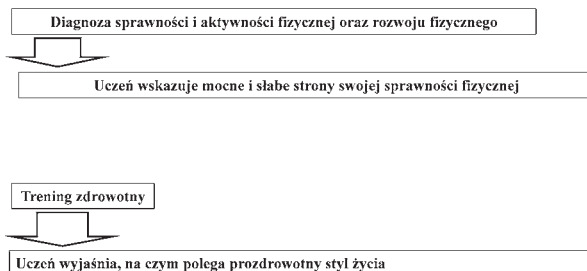 Diagnoza sprawności i aktywności fizycznej oraz rozwoju fizycznego
Uczeń wskazuje mocne i słabe strony swojej sprawności fizycznej
Trening zdrowotny
Uczeń wyjaśnia, na czym polega prozdrowotny styl życia